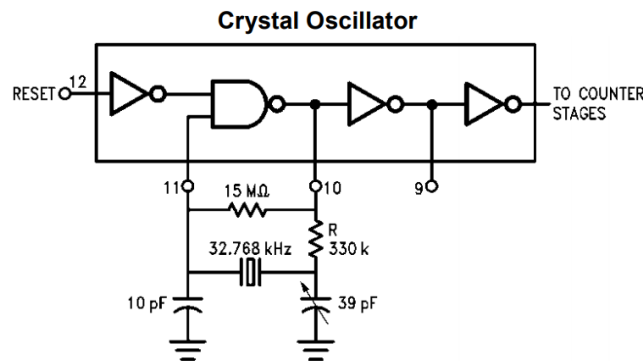 Crystal Oscillator
RESET
12
TO COUNTER
STAGES
11
10
9
15 MΩ
R
330 k
32.768 kHz
10 pF
39 pF